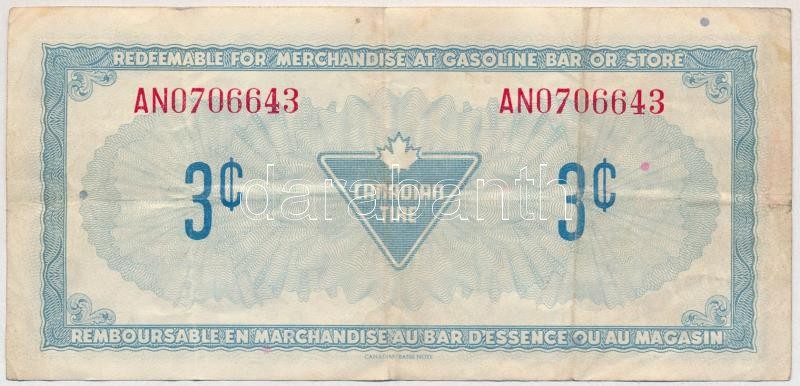 REDEEMABLE FOR MERCHANDISE AT GASOLINE BAR OR STORE
AN0706643 AN0706643
3¢ CANADIAN TIRE 3¢
darabanth
REMBOURSABLE EN MARCHANDISE AU BAR D'ESSENCE OU AU MAGASIN
CANADIAN BANK NOTE